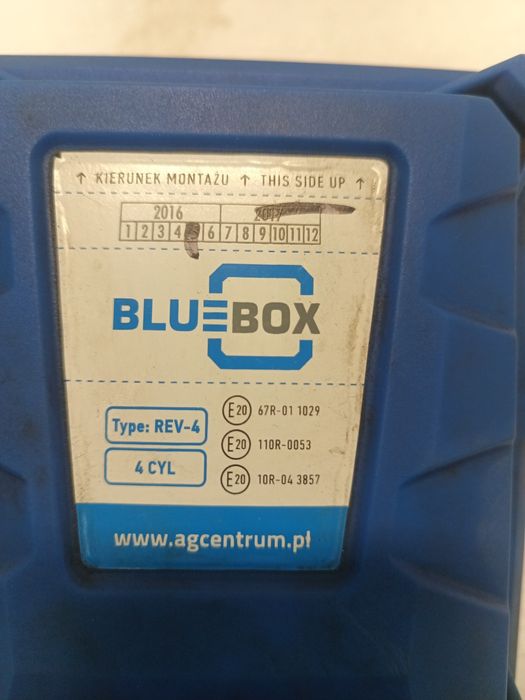 ↑ KIERUNEK MONTAŻU ↑ THIS SIDE UP ↑
2016 2017
1 2 3 4 5 6 7 8 9 10 11 12
BLUEBOX
Type: REV-4
4 CYL
E20 67R-01 1029
E20 110R-0053
E20 10R-04 3857
www.agcentrum.pl